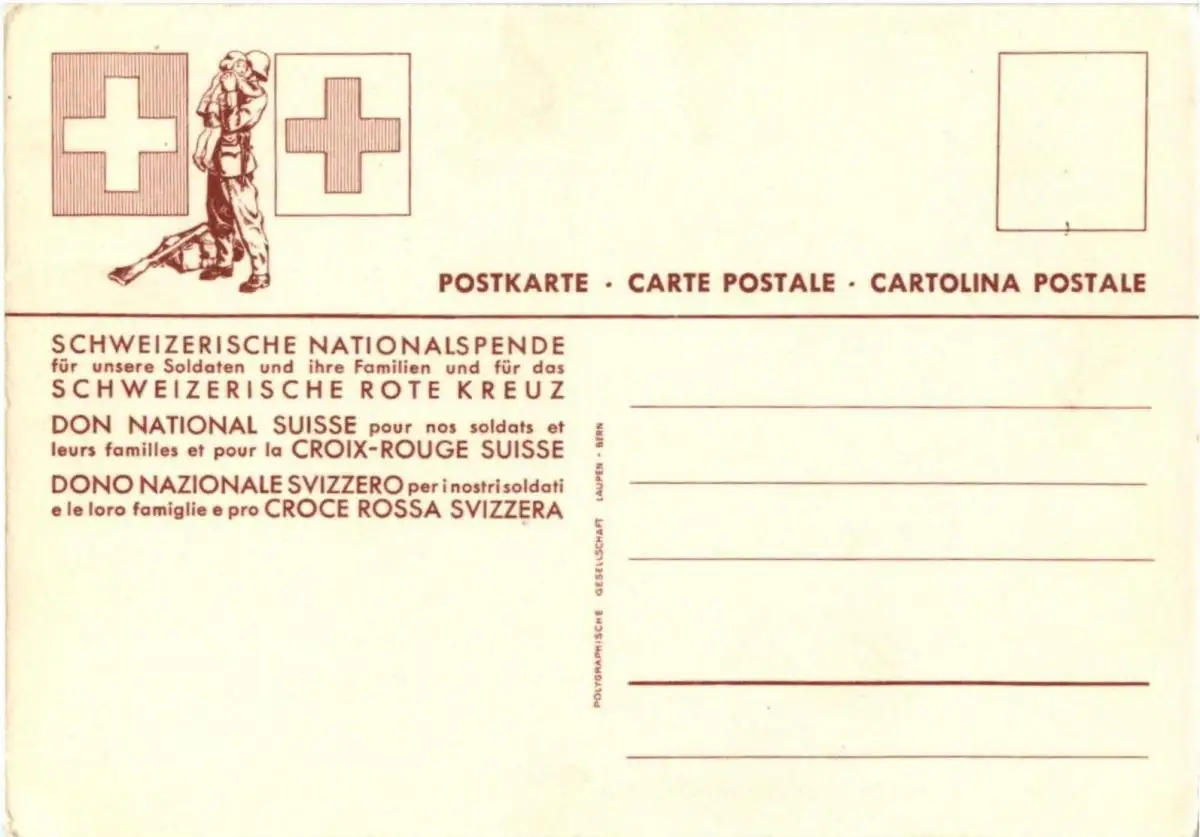 POSTKARTE · CARTE POSTALE · CARTOLINA POSTALE
SCHWEIZERISCHE NATIONALSPENDE
für unsere Soldaten und ihre Familien und für das
SCHWEIZERISCHE ROTE KREUZ
DON NATIONAL SUISSE pour nos soldats et
leurs familles et pour la CROIX-ROUGE SUISSE
DONO NAZIONALE SVIZZERO per i nostri soldati
e le loro famiglie e pro CROCE ROSSA SVIZZERA
POLYGRAPHISCHE GESELLSCHAFT LAUPEN - BERN